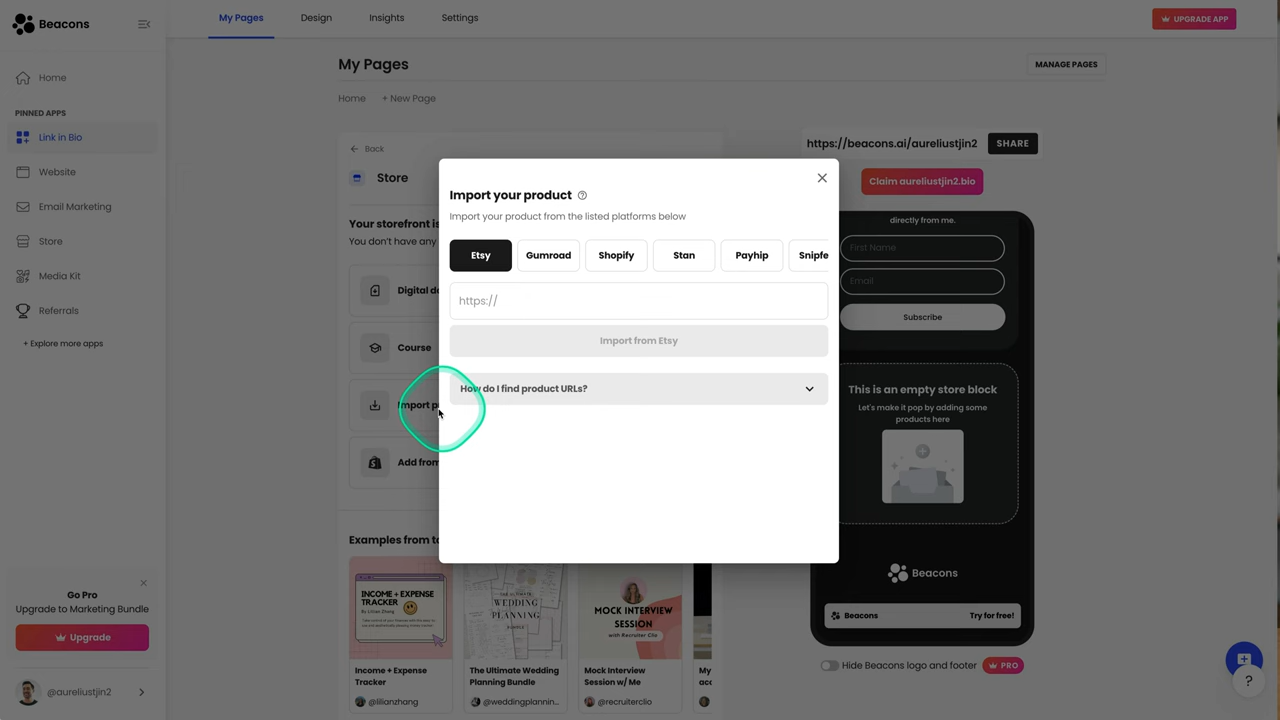 Beacons
My Pages
Design
Insights
Settings
UPGRADE APP
Home
PINNED APPS
Link in Bio
Website
Email Marketing
Store
Media Kit
Referrals
+ Explore more apps
Go Pro
Upgrade to Marketing Bundle
Upgrade
@aureliustjin2
My Pages
MANAGE PAGES
Home
+ New Page
Back
Store
Your storefront is
You don't have any
Digital do
Course
Import p
Add from
Examples from to
INCOME + EXPENSE
TRACKER
Income + Expense
Tracker
@lilianzhang
WEDDING
PLANNING
The Ultimate Wedding
Planning Bundle
@weddingplannin...
MOCK INTERVIEW
SESSION
with Recruiter Clio
Mock Interview
Session w/ Me
@recruiterclio
My
acc
Import your product
Import your product from the listed platforms below
Etsy
Gumroad
Shopify
Stan
Payhip
Snipfe
https://
Import from Etsy
How do I find product URLs?
https://beacons.ai/aureliustjin2
SHARE
Claim aureliustjin2.bio
directly from me.
First Name
Email
Subscribe
This is an empty store block
Let's make it pop by adding some
products here
Beacons
Beacons
Try for free!
Hide Beacons logo and footer
PRO
?